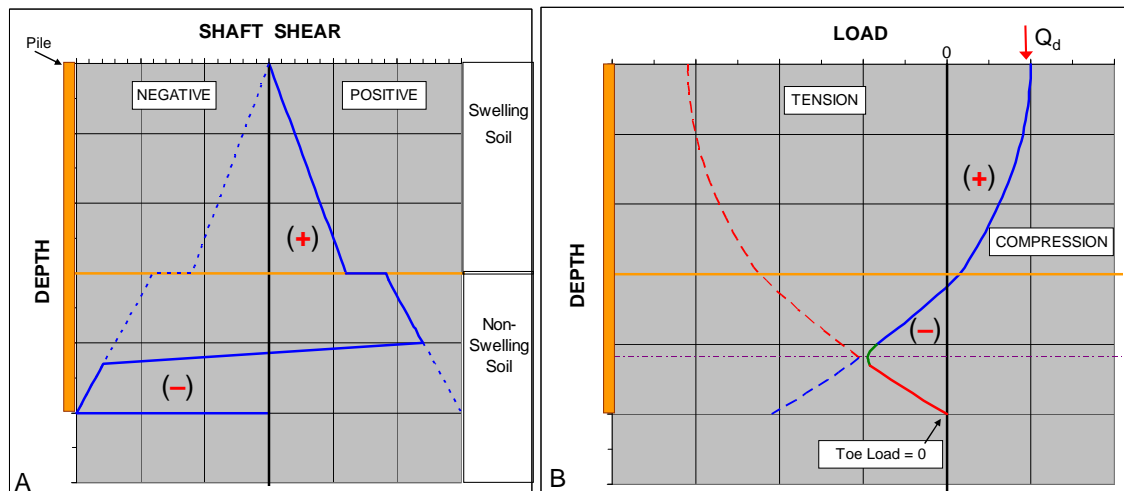 SHAFT SHEAR
Pile
NEGATIVE
POSITIVE
Swelling
Soil
(+)
DEPTH
Non-
Swelling
Soil
(−)
A
LOAD
0
Qd
TENSION
(+)
COMPRESSION
DEPTH
(−)
Toe Load = 0
B